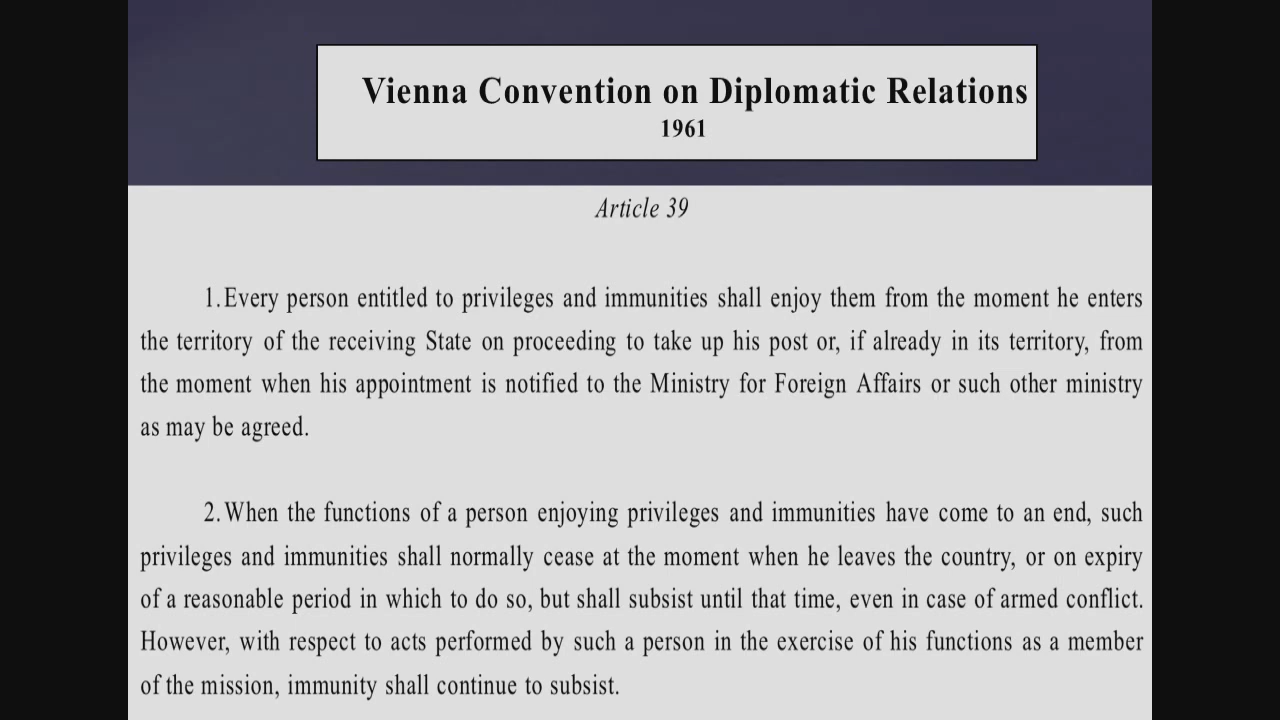 Vienna Convention on Diplomatic Relations
1961
Article 39
1.Every person entitled to privileges and immunities shall enjoy them from the moment he enters
the territory of the receiving State on proceeding to take up his post or, if already in its territory, from
the moment when his appointment is notified to the Ministry for Foreign Affairs or such other ministry
as may be agreed.
2.When the functions of a person enjoying privileges and immunities have come to an end, such
privileges and immunities shall normally cease at the moment when he leaves the country, or on expiry
of a reasonable period in which to do so, but shall subsist until that time, even in case of armed conflict.
However, with respect to acts performed by such a person in the exercise of his functions as a member
of the mission, immunity shall continue to subsist.